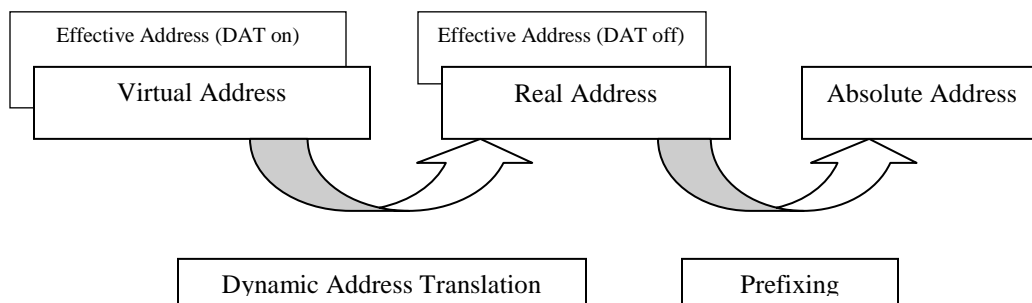 Effective Address (DAT on)
Virtual Address
Effective Address (DAT off)
Real Address
Absolute Address
Dynamic Address Translation
Prefixing